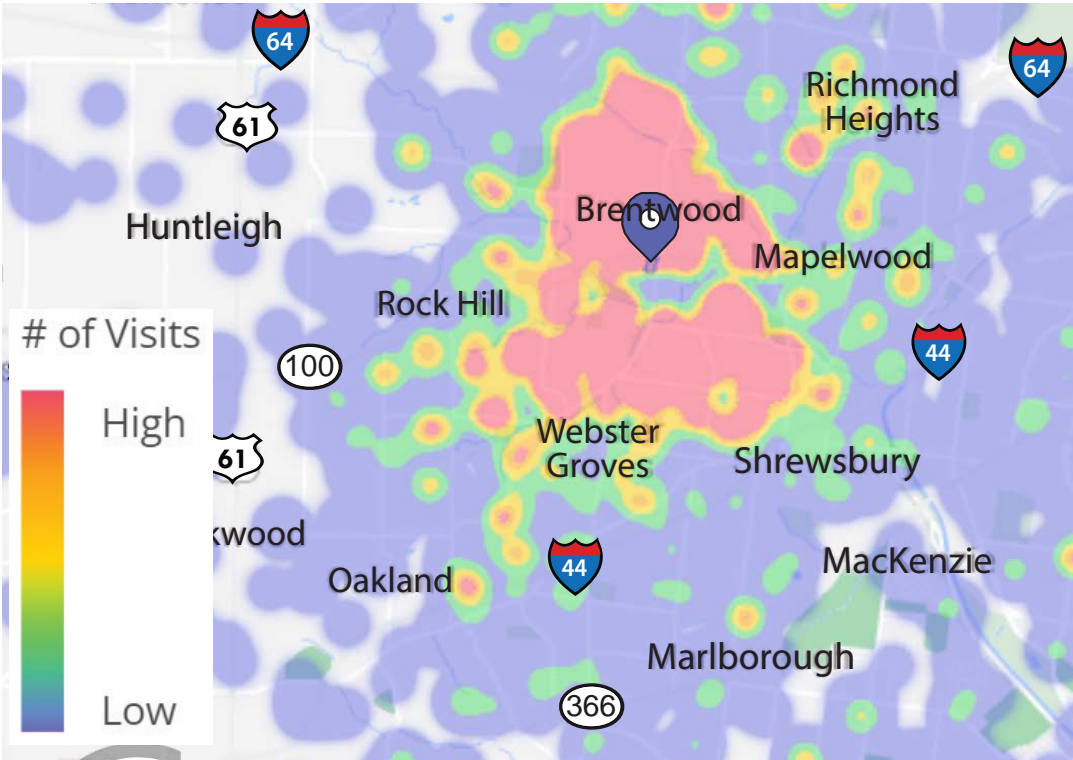 64
64
Richmond
Heights
61
Brentwood
Huntleigh
Mapelwood
Rock Hill
# of Visits
44
100
High
Webster
Groves
61
Shrewsbury
kwood
MacKenzie
44
Oakland
Marlborough
Low
366